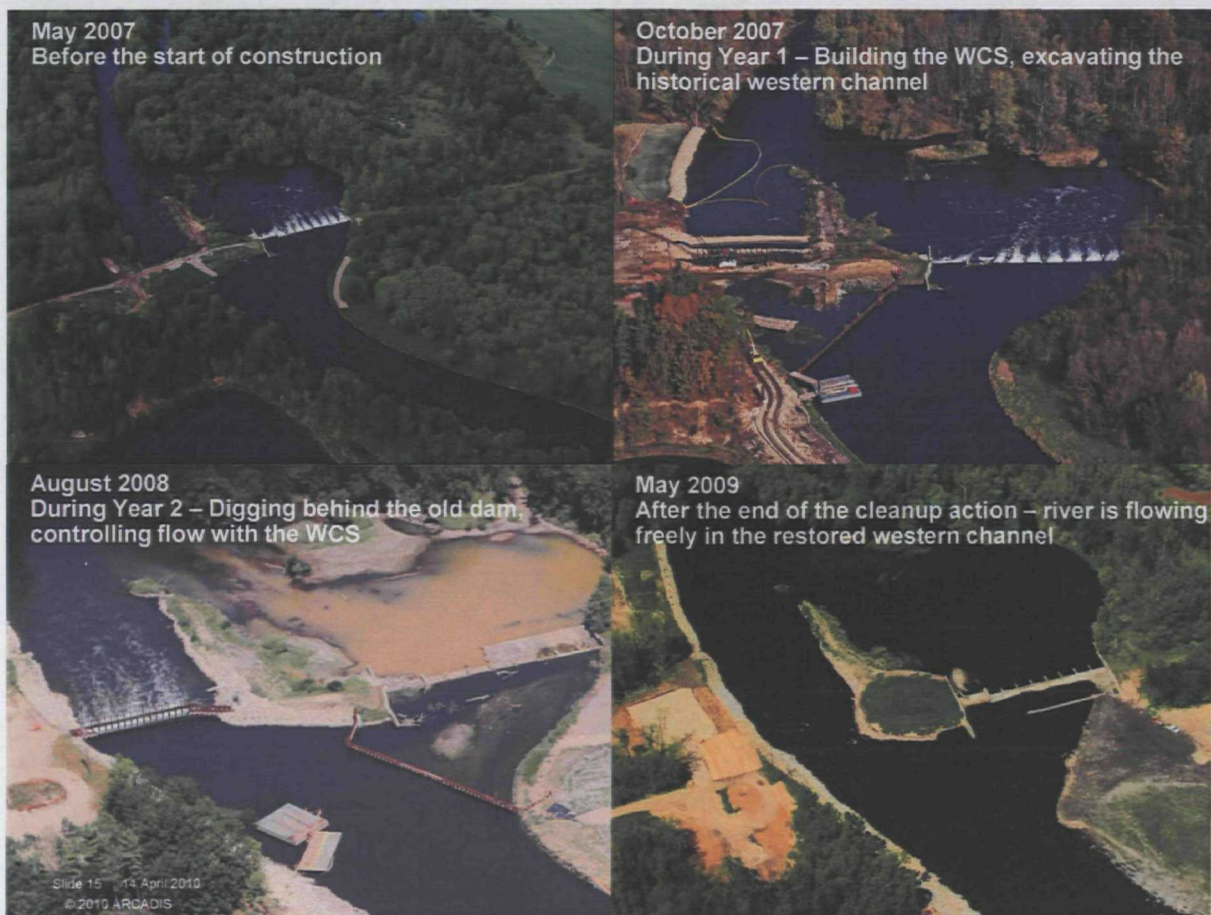 May 2007
Before the start of construction
October 2007
During Year 1 – Building the WCS, excavating the
historical western channel
August 2008
During Year 2 – Digging behind the old dam,
controlling flow with the WCS
May 2009
After the end of the cleanup action – river is flowing
freely in the restored western channel
Slide 15 14 April 2010
© 2010 ARCADIS